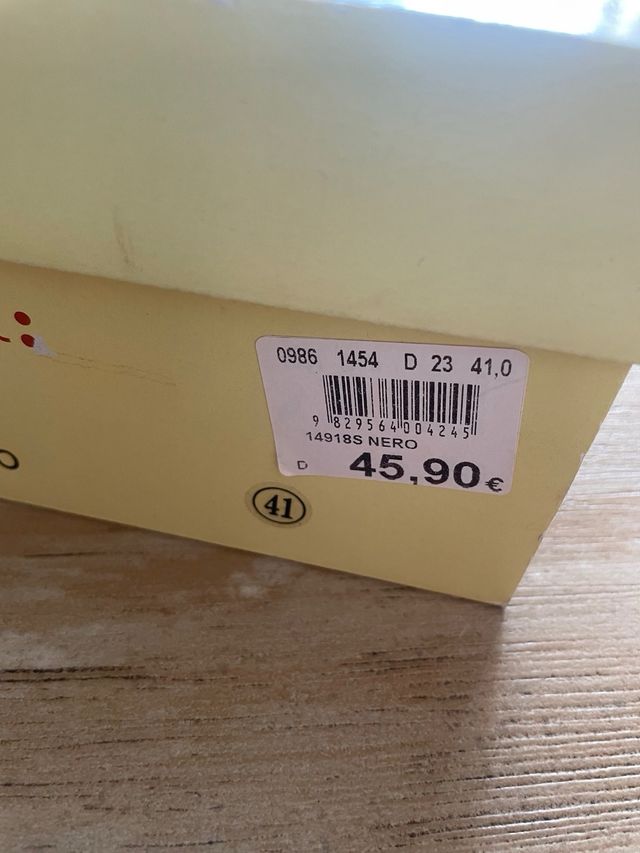 0986 1454 D 23 41,0
9 829564 004245
14918S NERO
D 45,90€
41